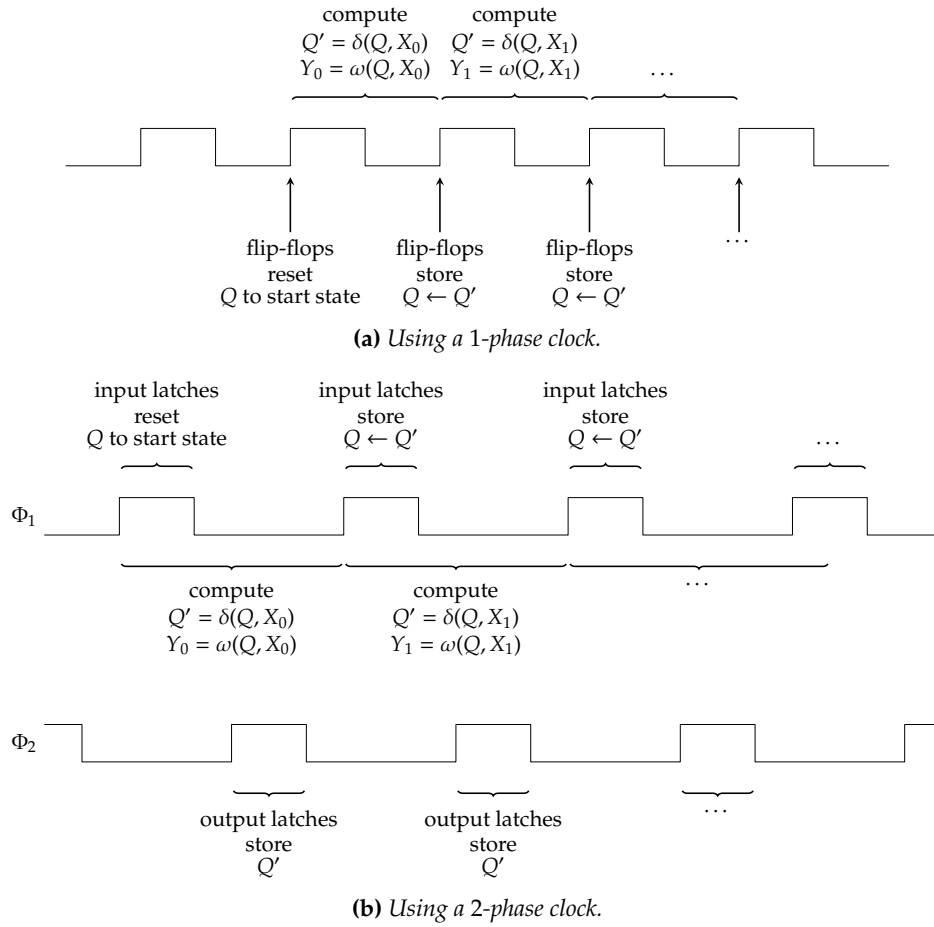 compute compute
Q′ = δ(Q, X₀) Q′ = δ(Q, X₁)
Y₀ = ω(Q, X₀) Y₁ = ω(Q, X₁) ...
flip-flops flip-flops flip-flops ...
reset store store
Q to start state Q ← Q′ Q ← Q′
(a) Using a 1-phase clock.
input latches input latches input latches
reset store store
Q to start state Q ← Q′ Q ← Q′ ...
Φ₁
compute compute ...
Q′ = δ(Q, X₀) Q′ = δ(Q, X₁)
Y₀ = ω(Q, X₀) Y₁ = ω(Q, X₁)
Φ₂
output latches output latches ...
store store
Q′ Q′
(b) Using a 2-phase clock.